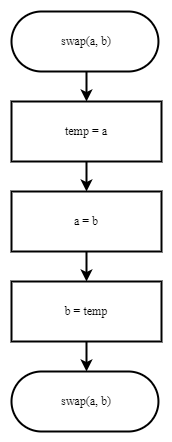 swap(a, b)
temp = a
a = b
b = temp
swap(a, b)